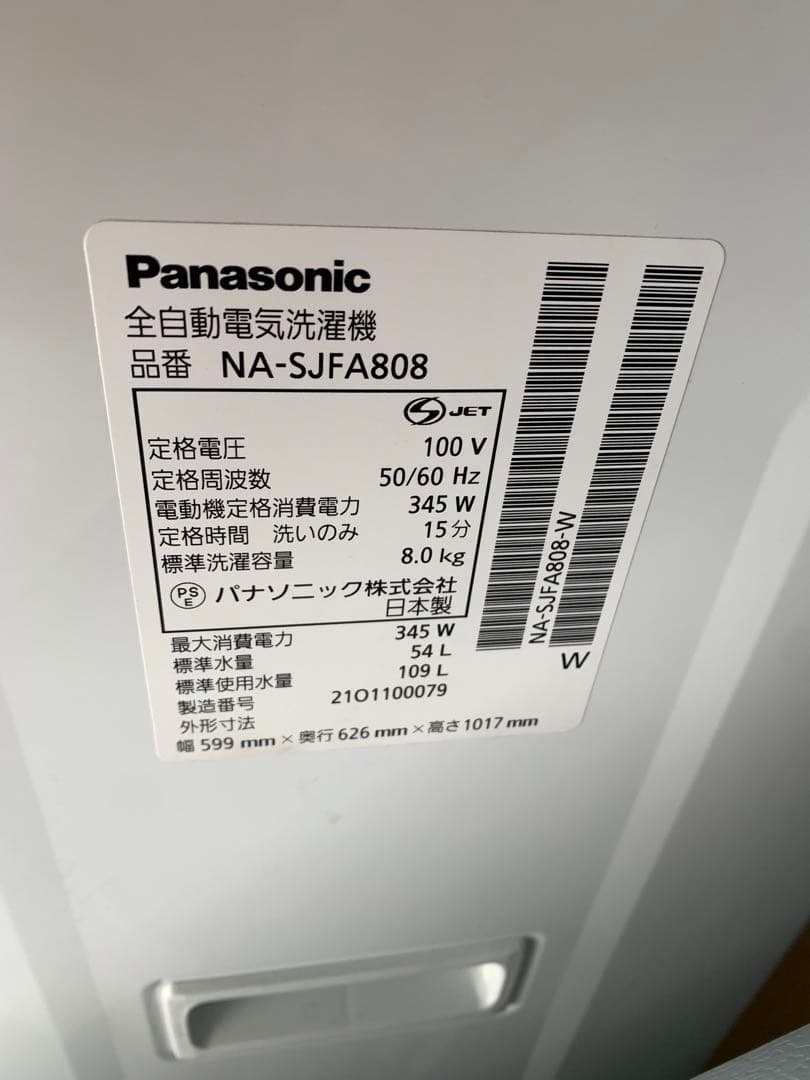 Panasonic
全自動電気洗濯機
品番 NA-SJFA808
S JET
定格電圧 100 V
定格周波数 50/60 Hz
電動機定格消費電力 345 W
定格時間 洗いのみ 15分
標準洗濯容量 8.0 kg
PSE パナソニック株式会社
日本製
最大消費電力 345 W
標準水量 54 L
標準使用水量 109 L
製造番号 21O1100079
外形寸法
幅 599 mm × 奥行 626 mm × 高さ 1017 mm
NA-SJFA808-W
W